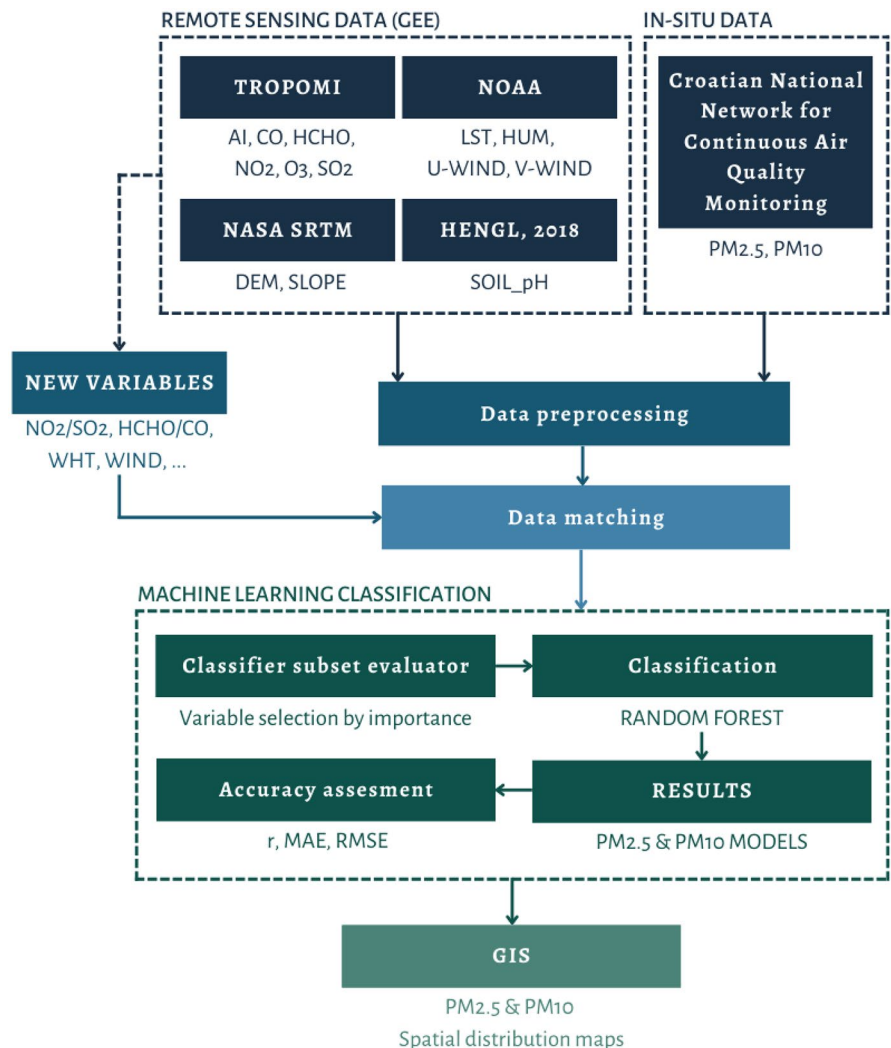 REMOTE SENSING DATA (GEE)
IN-SITU DATA
TROPOMI
AI, CO, HCHO,
NO2, O3, SO2
NOAA
LST, HUM,
U-WIND, V-WIND
NASA SRTM
DEM, SLOPE
HENGL, 2018
SOIL_pH
Croatian National
Network for
Continuous Air
Quality
Monitoring
PM2.5, PM10
NEW VARIABLES
NO2/SO2, HCHO/CO,
WHT, WIND, ...
Data preprocessing
Data matching
MACHINE LEARNING CLASSIFICATION
Classifier subset evaluator
Variable selection by importance
Classification
RANDOM FOREST
Accuracy assesment
r, MAE, RMSE
RESULTS
PM2.5 & PM10 MODELS
GIS
PM2.5 & PM10
Spatial distribution maps